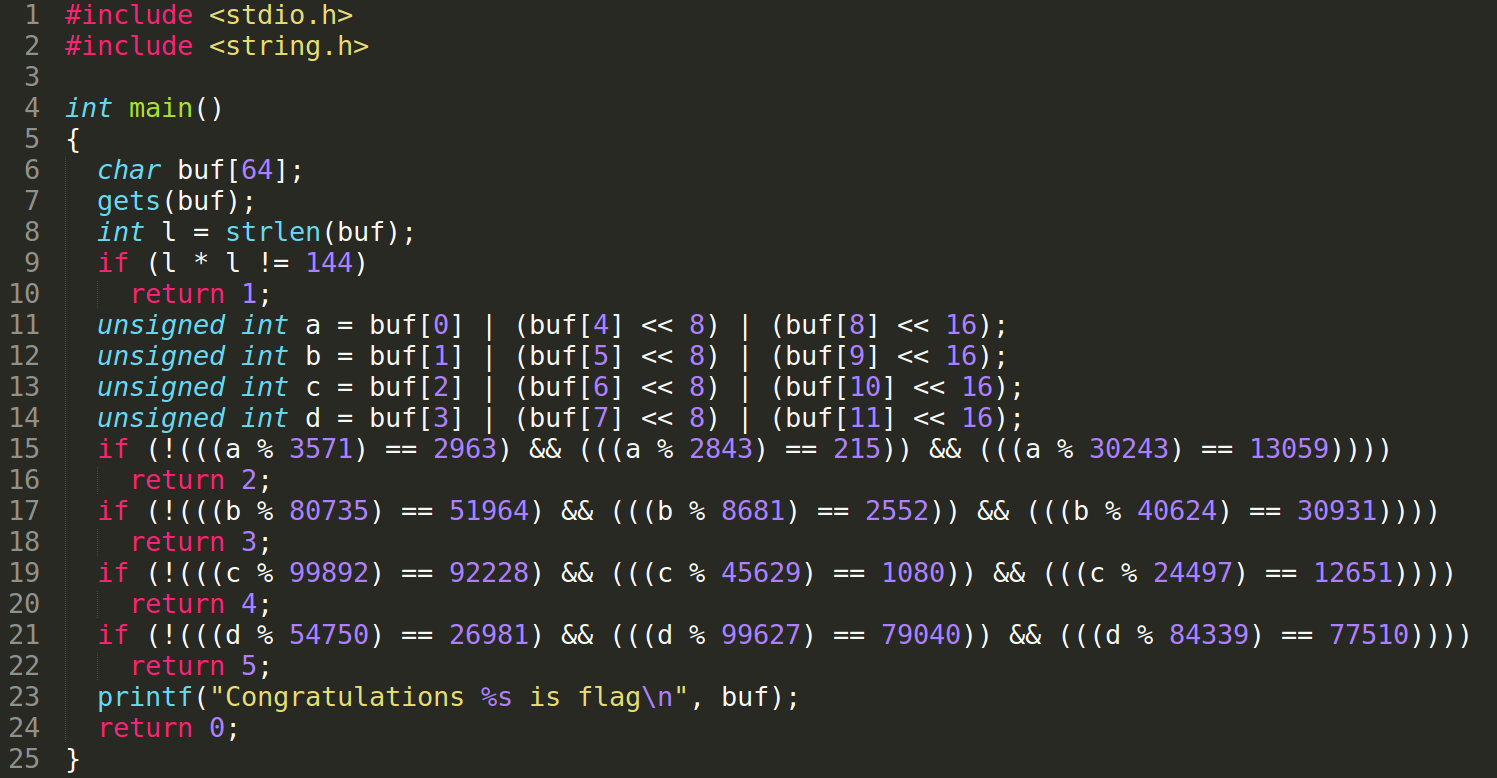 1 #include <stdio.h>
2 #include <string.h>
3
4 int main()
5 {
6   char buf[64];
7   gets(buf);
8   int l = strlen(buf);
9   if (l * l != 144)
10     return 1;
11   unsigned int a = buf[0] | (buf[4] << 8) | (buf[8] << 16);
12   unsigned int b = buf[1] | (buf[5] << 8) | (buf[9] << 16);
13   unsigned int c = buf[2] | (buf[6] << 8) | (buf[10] << 16);
14   unsigned int d = buf[3] | (buf[7] << 8) | (buf[11] << 16);
15   if (!(((a % 3571) == 2963) && (((a % 2843) == 215)) && (((a % 30243) == 13059))))
16     return 2;
17   if (!(((b % 80735) == 51964) && (((b % 8681) == 2552)) && (((b % 40624) == 30931))))
18     return 3;
19   if (!(((c % 99892) == 92228) && (((c % 45629) == 1080)) && (((c % 24497) == 12651))))
20     return 4;
21   if (!(((d % 54750) == 26981) && (((d % 99627) == 79040)) && (((d % 84339) == 77510))))
22     return 5;
23   printf("Congratulations %s is flag\n", buf);
24   return 0;
25 }